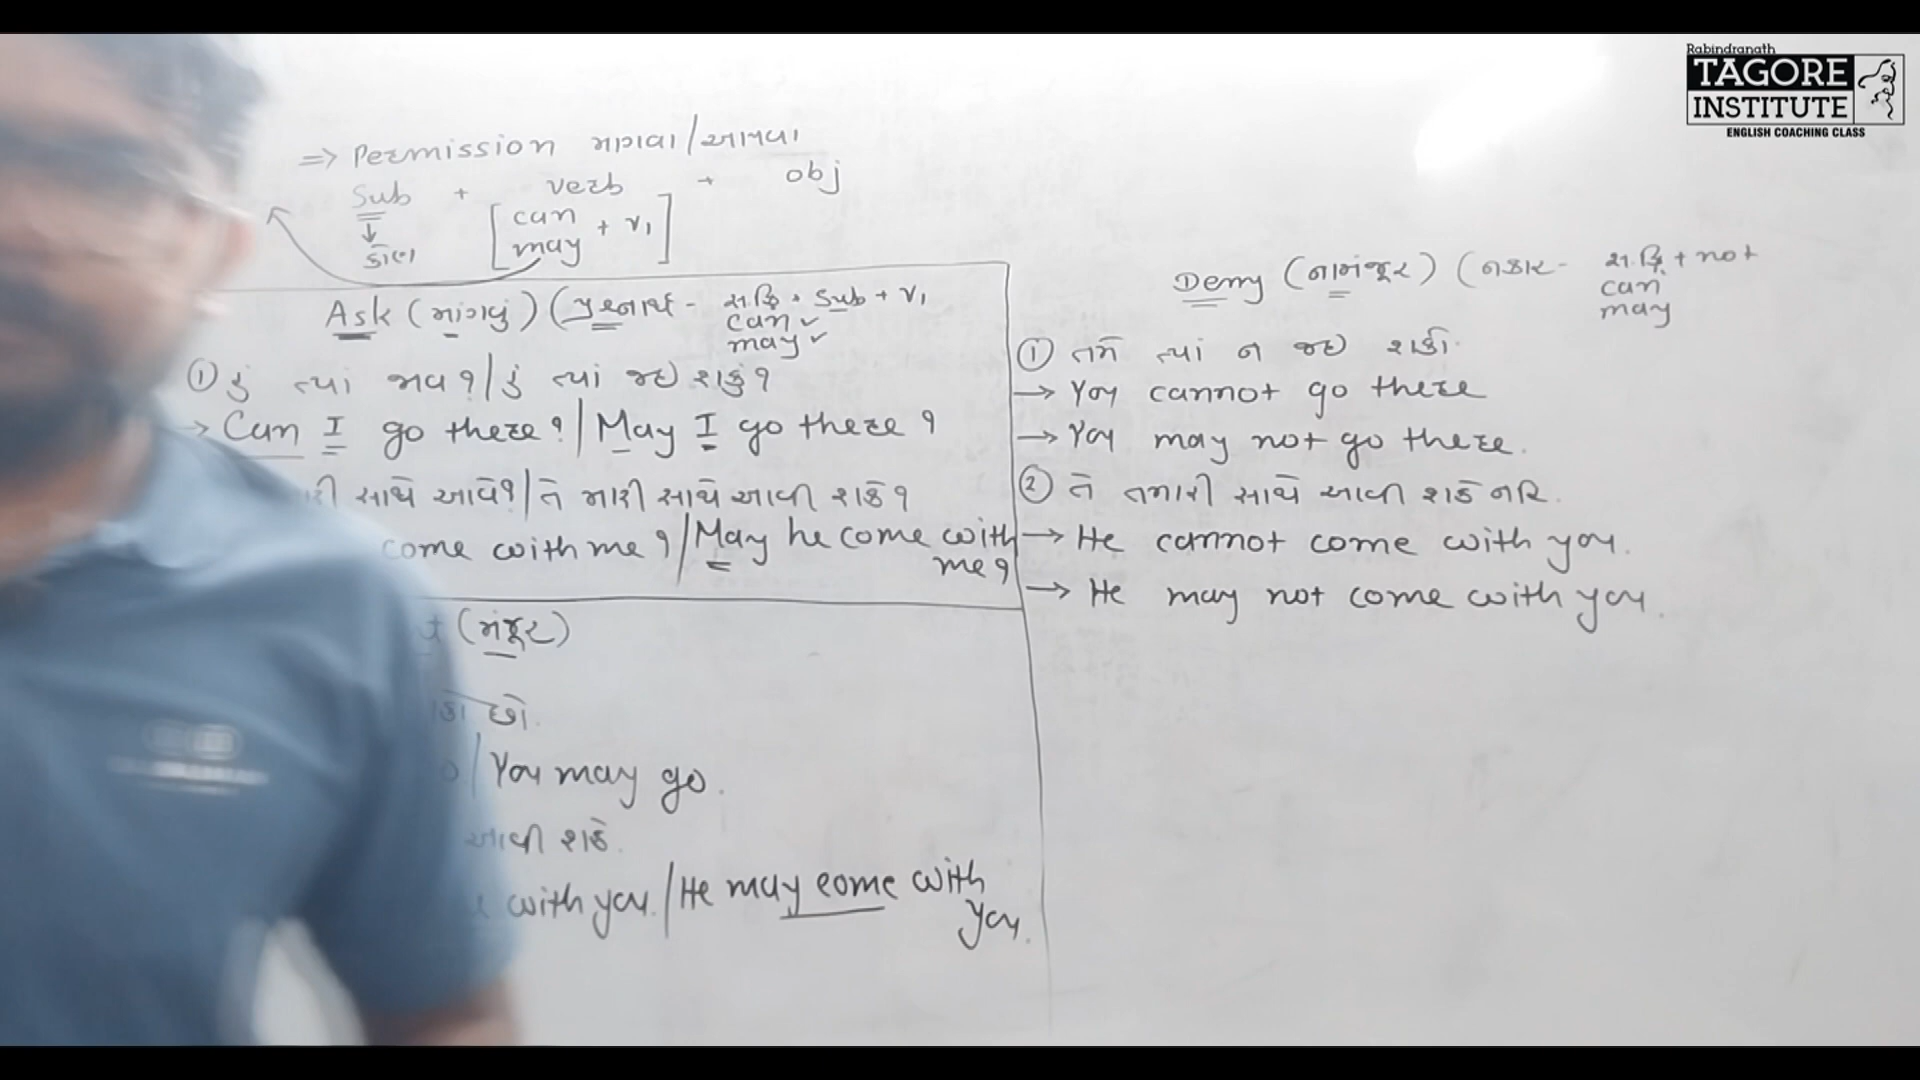 Rabindranath
TAGORE
INSTITUTE
ENGLISH COACHING CLASS
=> Permission માગવા/આપવા
Sub + verb + obj
[can may + v1]
Ask (માંગવું) (પ્રશ્નાર્થ - સા.ક્રિ + Sub + V1
can ✓
may ✓
① હું ત્યાં જાવ?/હું ત્યાં જઇ શકું?
→ Can I go there?/May I go there?
સાથે આવે?/તે મારી સાથે આવી શકે?
come with me?/May he come with
me?
(મંજૂર)
છો.
/You may go.
આવી શકે.
with you./He may come with
you.
Deny (નામંજૂર) (નકાર - સા.ક્રિ + not
can
may
① તમે ત્યાં ન જઇ શકો.
→ You cannot go there
→ You may not go there.
② તે તમારી સાથે આવી શકે નહિ.
→ He cannot come with you.
→ He may not come with you.